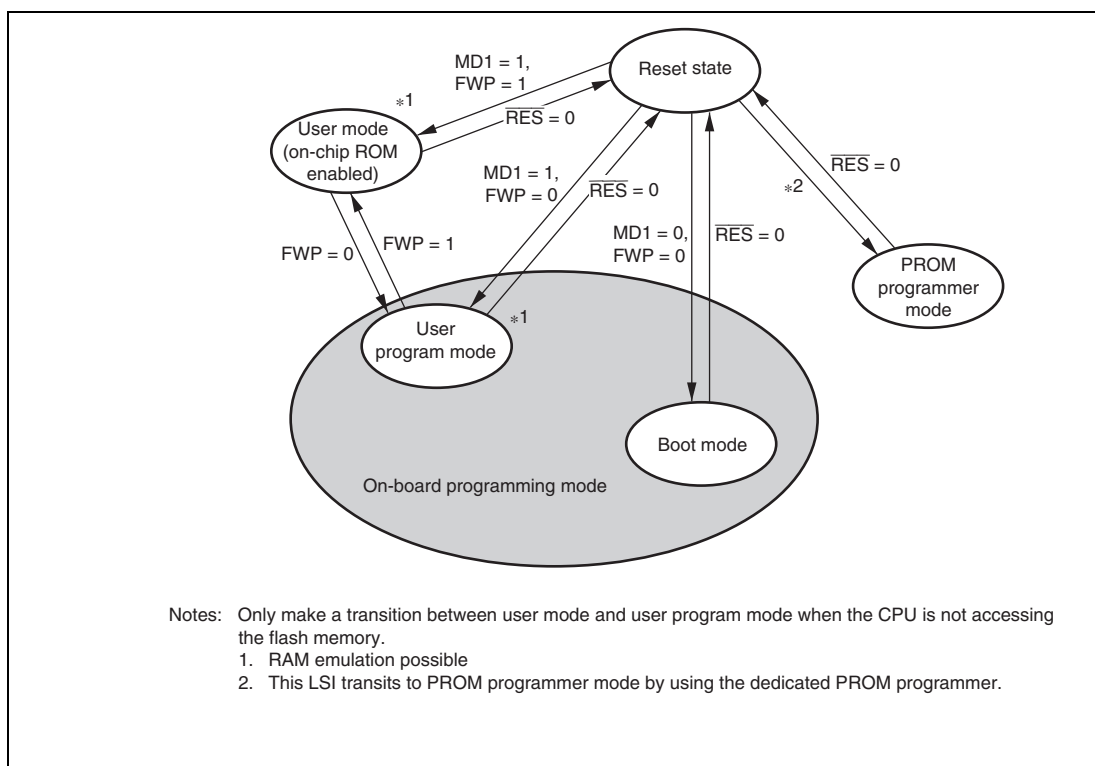 Reset state
MD1 = 1,
FWP = 1
RES = 0
*1
User mode
(on-chip ROM
enabled)
MD1 = 1,
FWP = 0
RES = 0
*2
RES = 0
MD1 = 0,
FWP = 0
RES = 0
FWP = 0
FWP = 1
PROM
programmer
mode
User
program mode
*1
Boot mode
On-board programming mode
Notes: Only make a transition between user mode and user program mode when the CPU is not accessing
the flash memory.
1. RAM emulation possible
2. This LSI transits to PROM programmer mode by using the dedicated PROM programmer.